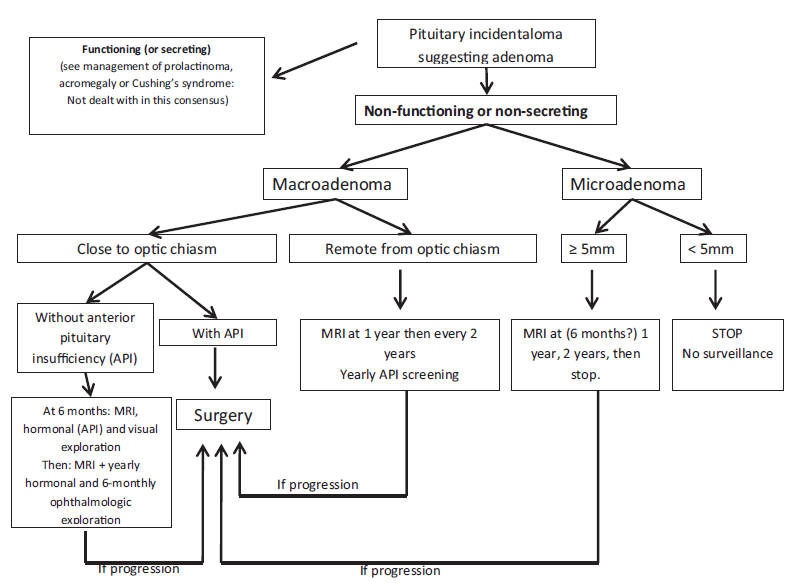 Pituitary incidentaloma
suggesting adenoma
Functioning (or secreting)
(see management of prolactinoma,
acromegaly or Cushing's syndrome:
Not dealt with in this consensus)
Non-functioning or non-secreting
Macroadenoma
Microadenoma
Close to optic chiasm
Remote from optic chiasm
≥ 5mm
< 5mm
Without anterior
pituitary
insufficiency (API)
With API
MRI at 1 year then every 2
years
Yearly API screening
MRI at (6 months?) 1
year, 2 years, then
stop.
STOP
No surveillance
At 6 months: MRI,
hormonal (API) and visual
exploration
Then: MRI + yearly
hormonal and 6-monthly
ophthalmologic
exploration
Surgery
If progression
If progression
If progression